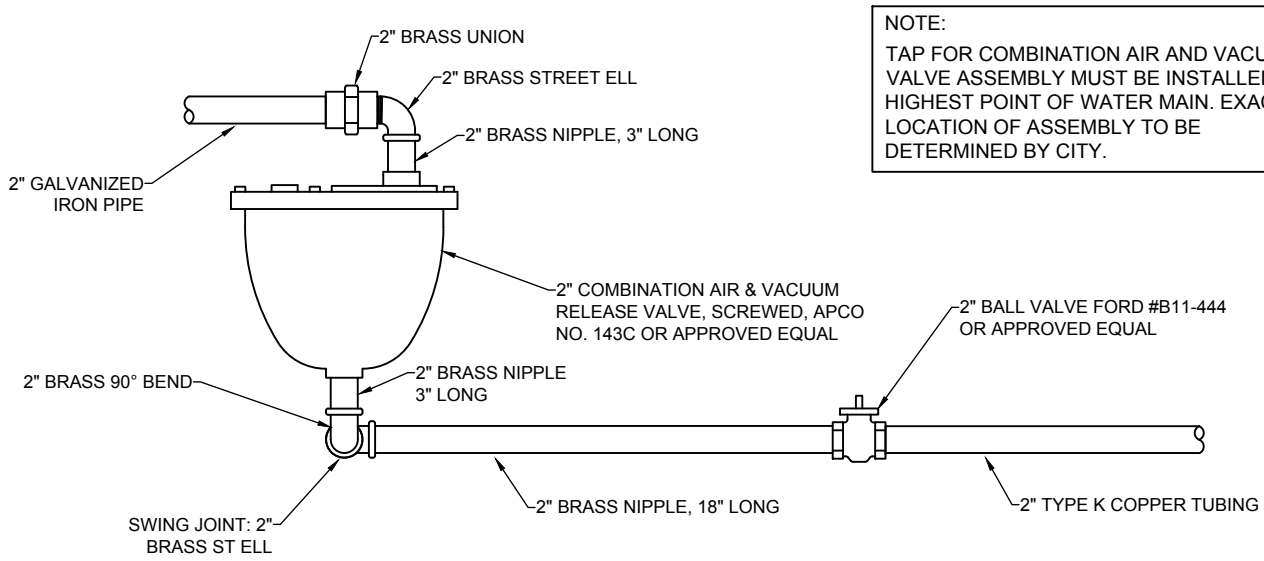 2" BRASS UNION
2" BRASS STREET ELL
2" BRASS NIPPLE, 3" LONG
2" GALVANIZED
IRON PIPE
NOTE:
TAP FOR COMBINATION AIR AND
VALVE ASSEMBLY MUST BE
HIGHEST POINT OF WATER MAIN.
LOCATION OF ASSEMBLY TO BE
DETERMINED BY CITY.
2" COMBINATION AIR & VACUUM
RELEASE VALVE, SCREWED, APCO
NO. 143C OR APPROVED EQUAL
2" BALL VALVE FORD #B11-444
OR APPROVED EQUAL
2" BRASS 90° BEND
2" BRASS NIPPLE
3" LONG
2" BRASS NIPPLE, 18" LONG
2" TYPE K COPPER TUBING
SWING JOINT: 2"
BRASS ST ELL